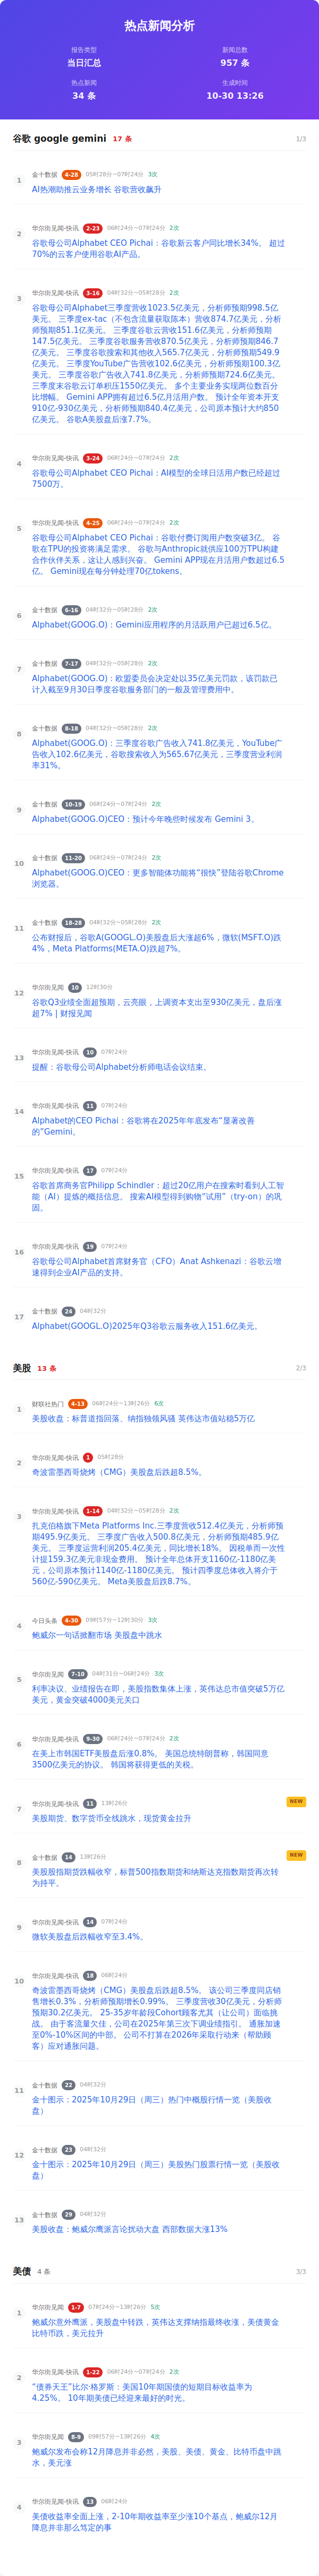 热点新闻分析
报告类型
新闻总数
当日汇总
957 条
热点新闻
生成时间
34 条
10-30 13:26
谷歌 google gemini 17 条 1/3
1 金十数据 4-28 05时28分~07时24分 3次
AI热潮助推云业务增长 谷歌营收飙升
2 华尔街见闻-快讯 2-23 06时24分~07时24分 2次
谷歌母公司Alphabet CEO Pichai：谷歌新云客户同比增长34%。 超过
70%的云客户使用谷歌AI产品。
3 华尔街见闻-快讯 3-16 04时32分~05时28分 2次
谷歌母公司Alphabet三季度营收1023.5亿美元，分析师预期998.5亿
美元。 三季度ex-tac（不包含流量获取陈本）营收874.7亿美元，分析
师预期851.1亿美元。 三季度谷歌云营收151.6亿美元，分析师预期
147.5亿美元。 三季度谷歌服务营收870.5亿美元，分析师预期846.7
亿美元。 三季度谷歌搜索和其他收入565.7亿美元，分析师预期549.9
亿美元。 三季度YouTube广告营收102.6亿美元，分析师预期100.3亿
美元。 三季度谷歌广告收入741.8亿美元，分析师预期724.6亿美元。
三季度末谷歌云订单积压1550亿美元。 多个主要业务实现两位数百分
比增幅。 Gemini APP拥有超过6.5亿月活跃用户。 预计全年资本开支
910亿-930亿美元，分析师预期840.4亿美元，公司原本预计大约850
亿美元。 谷歌A美股盘后涨7.7%。
4 华尔街见闻-快讯 3-24 06时24分~07时24分 2次
谷歌母公司Alphabet CEO Pichai：AI模型的全球日活用户数已经超过
7500万。
5 华尔街见闻-快讯 4-25 06时24分~07时24分 2次
谷歌母公司Alphabet CEO Pichai：谷歌付费订阅用户数突破3亿。 谷
歌在TPU的投资将满足需求。 谷歌与Anthropic就供应100万TPU构建
合作伙伴关系，这让人感到兴奋。 Gemini APP现在月活用户数超过6.5
亿。 Gemini现在每分钟处理70亿tokens。
6 金十数据 6-16 04时32分~05时28分 2次
Alphabet(GOOG.O)：Gemini应用程序的月活跃用户已超过6.5亿。
7 金十数据 7-17 04时32分~05时28分 2次
Alphabet(GOOG.O)：欧盟委员会决定处以35亿美元罚款，该罚款已
计入截至9月30日季度谷歌服务部门的一般及管理费用中。
8 金十数据 8-18 04时32分~05时28分 2次
Alphabet(GOOG.O)：三季度谷歌广告收入741.8亿美元，YouTube广
告收入102.6亿美元，谷歌搜索收入为565.67亿美元，三季度营业利润
率31%。
9 金十数据 10-19 06时24分~07时24分 2次
Alphabet(GOOG.O)CEO：预计今年晚些时候发布 Gemini 3。
10 金十数据 11-20 06时24分~07时24分 2次
Alphabet(GOOG.O)CEO：更多智能体功能将“很快”登陆谷歌Chrome
浏览器。
11 金十数据 18-28 04时32分~05时28分 2次
公布财报后，谷歌A(GOOGL.O)美股盘后大涨超6%，微软(MSFT.O)跌
4%，Meta Platforms(META.O)跌超7%。
12 华尔街见闻 10 12时30分
谷歌Q3业绩全面超预期，云亮眼，上调资本支出至930亿元，盘后涨
超7% | 财报见闻
13 华尔街见闻-快讯 10 07时24分
提醒：谷歌母公司Alphabet分析师电话会议结束。
14 华尔街见闻-快讯 11 07时24分
Alphabet的CEO Pichai：谷歌将在2025年年底发布“显著改善
的”Gemini。
15 华尔街见闻-快讯 17 07时24分
谷歌首席商务官Philipp Schindler：超过20亿用户在搜索时看到人工智
能（AI）提炼的概括信息。 搜索AI模型得到购物“试用”（try-on）的巩
固。
16 华尔街见闻-快讯 19 07时24分
谷歌母公司Alphabet首席财务官（CFO）Anat Ashkenazi：谷歌云增
速得到企业AI产品的支持。
17 金十数据 24 04时32分
Alphabet(GOOGL.O)2025年Q3谷歌云服务收入151.6亿美元。
美股 13 条 2/3
1 财联社热门 4-13 06时24分~13时26分 6次
美股收盘：标普道指回落、纳指独领风骚 英伟达市值站稳5万亿
2 华尔街见闻-快讯 1 05时28分
奇波雷墨西哥烧烤（CMG）美股盘后跌超8.5%。
3 华尔街见闻-快讯 1-14 04时32分~05时28分 2次
扎克伯格旗下Meta Platforms Inc.三季度营收512.4亿美元，分析师预
期495.9亿美元。 三季度广告收入500.8亿美元，分析师预期485.9亿
美元。 三季度运营利润205.4亿美元，同比增长18%。 因税单而一次性
计提159.3亿美元非现金费用。 预计全年总体开支1160亿-1180亿美
元，公司原本预计1140亿-1180亿美元。 预计四季度总体收入将介于
560亿-590亿美元。 Meta美股盘后跌8.7%。
4 今日头条 4-30 09时57分~12时30分 3次
鲍威尔一句话掀翻市场 美股盘中跳水
5 华尔街见闻 7-10 04时31分~06时24分 3次
利率决议、业绩报告在即，美股指数集体上涨，英伟达总市值突破5万亿
美元，黄金突破4000美元关口
6 华尔街见闻-快讯 9-30 06时24分~07时24分 2次
在美上市韩国ETF美股盘后涨0.8%。 美国总统特朗普称，韩国同意
3500亿美元的协议。 韩国将获得更低的关税。
7 华尔街见闻-快讯 11 13时26分 NEW
美股期货、数字货币全线跳水，现货黄金拉升
8 金十数据 14 13时26分 NEW
美股股指期货跌幅收窄，标普500指数期货和纳斯达克指数期货再次转
为持平。
9 华尔街见闻-快讯 14 07时24分
微软美股盘后跌幅收窄至3.4%。
10 华尔街见闻-快讯 18 06时24分
奇波雷墨西哥烧烤（CMG）美股盘后跌超8.5%。 该公司三季度同店销
售增长0.3%，分析师预期增长0.99%。 三季度营收30亿元，分析师
预期30.2亿美元。 25-35岁年龄段Cohort顾客尤其（让公司）面临挑
战。 由于客流量欠佳，公司在2025年第三次下调业绩指引。 通胀加速
至0%-10%区间的中部。 公司不打算在2026年采取行动来（帮助顾
客）应对通胀问题。
11 金十数据 22 04时32分
金十图示：2025年10月29日（周三）热门中概股行情一览（美股收
盘）
12 金十数据 23 04时32分
金十图示：2025年10月29日（周三）美股热门股票行情一览（美股收
盘）
13 金十数据 29 04时32分
美股收盘：鲍威尔鹰派言论扰动大盘 西部数据大涨13%
美债 4 条 3/3
1 华尔街见闻 1-7 07时24分~13时26分 5次
鲍威尔意外鹰派，美股盘中转跌，英伟达支撑纳指最终收涨，美债黄金
比特币跌，美元拉升
2 华尔街见闻-快讯 1-22 06时24分~07时24分 2次
“债券天王”比尔·格罗斯：美国10年期国债的短期目标收益率为
4.25%。 10年期美债已经迎来最好的时光。
3 华尔街见闻 8-9 09时57分~13时26分 4次
鲍威尔发布会称12月降息并非必然，美股、美债、黄金、比特币盘中跳
水，美元涨
4 华尔街见闻-快讯 13 06时24分
美债收益率全面上涨，2-10年期收益率至少涨10个基点，鲍威尔12月
降息并非那么笃定的事